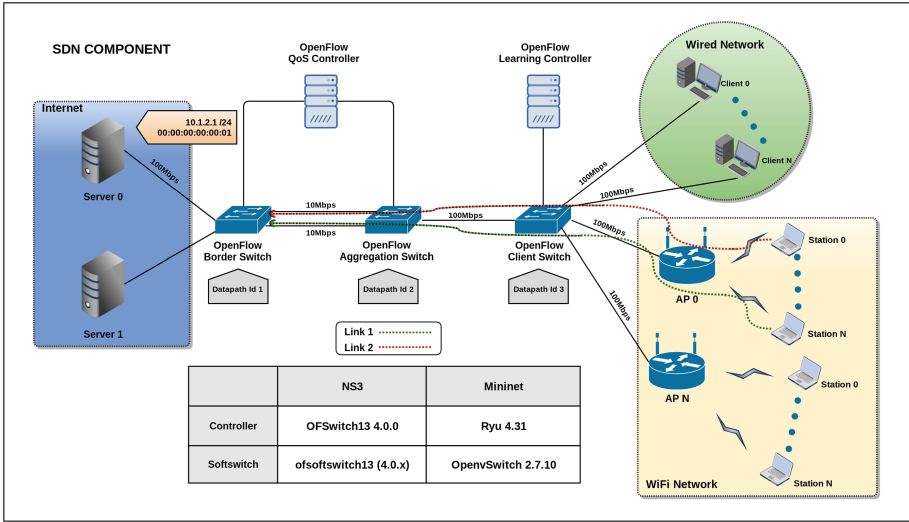 SDN COMPONENT
OpenFlow
QoS Controller
OpenFlow
Learning Controller
Wired Network
Client 0
Client N
Internet
10.1.2.1 /24
00:00:00:00:00:01
100Mbps
Server 0
Server 1
10Mbps
10Mbps
100Mbps
100Mbps
100Mbps
100Mbps
100Mbps
OpenFlow
Border Switch
OpenFlow
Aggregation Switch
OpenFlow
Client Switch
Datapath Id 1
Datapath Id 2
Datapath Id 3
Station 0
AP 0
Station N
Station 0
AP N
Station N
WiFi Network
Link 1
Link 2
NS3
Mininet
Controller
OFSwitch13 4.0.0
Ryu 4.31
Softswitch
ofsoftswitch13 (4.0.x)
OpenvSwitch 2.7.10